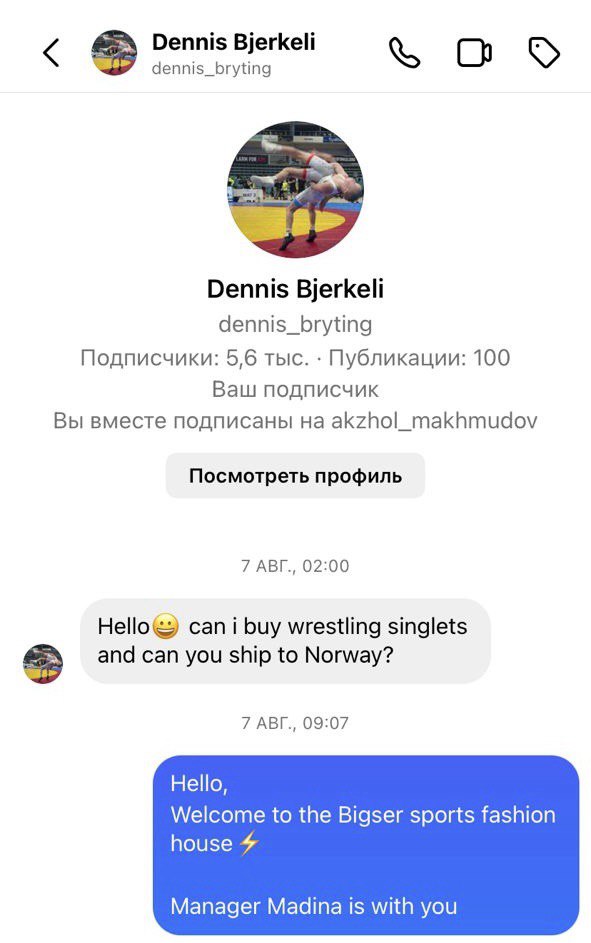 Dennis Bjerkeli
dennis_bryting
Dennis Bjerkeli
dennis_bryting
Подписчики: 5,6 тыс. · Публикации: 100
Ваш подписчик
Вы вместе подписаны на akzhol_makhmudov
Посмотреть профиль
7 АВГ., 02:00
Hello😀 can i buy wrestling singlets
and can you ship to Norway?
7 АВГ., 09:07
Hello,
Welcome to the Bigser sports fashion
house⚡
Manager Madina is with you